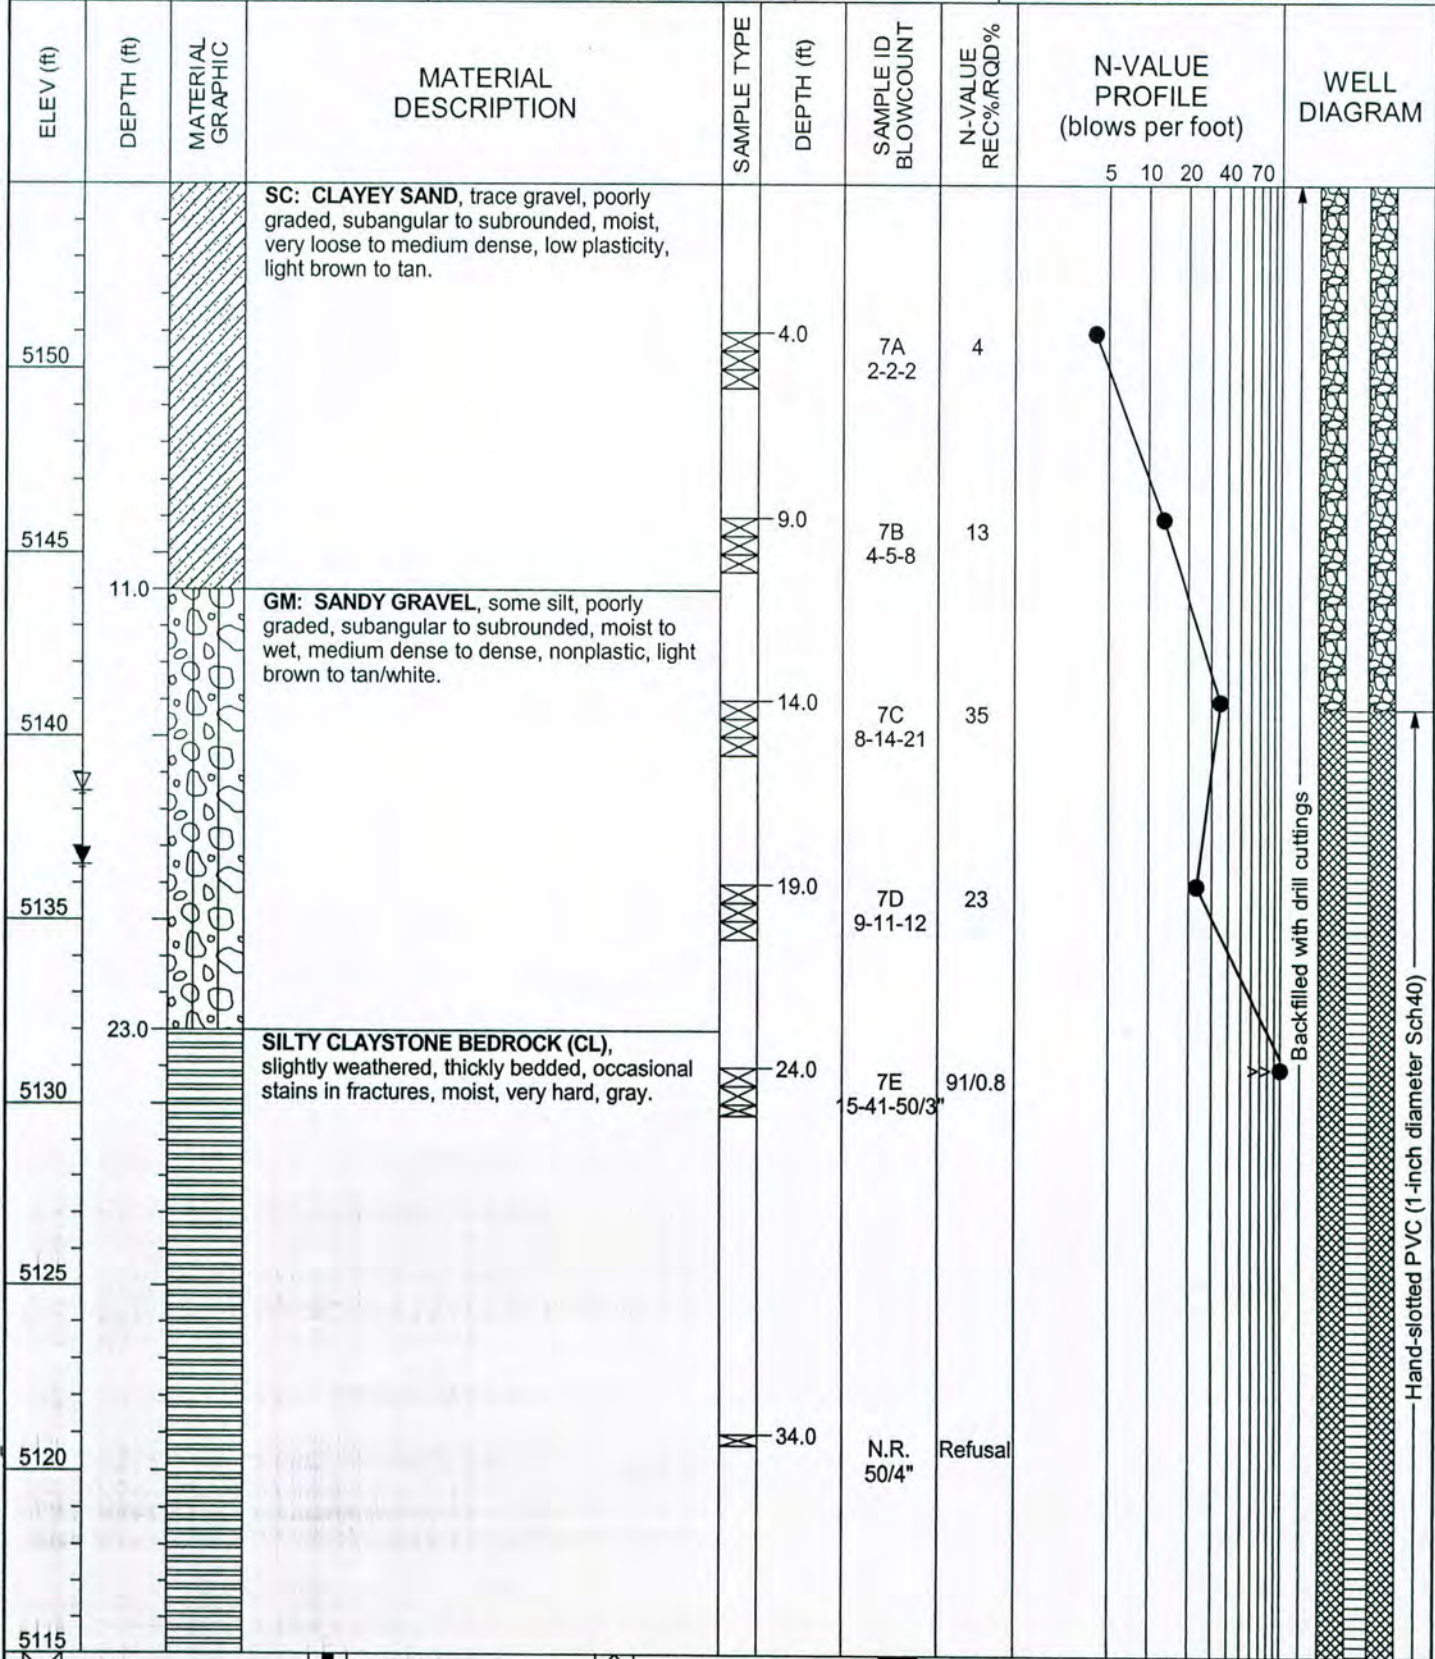 ELEV (ft)
DEPTH (ft)
MATERIAL
GRAPHIC
MATERIAL
DESCRIPTION
SAMPLE TYPE
DEPTH (ft)
SAMPLE ID
BLOWCOUNT
N-VALUE
REC%/RQD%
N-VALUE
PROFILE
(blows per foot)
5 10 20 40 70
WELL
DIAGRAM
SC: CLAYEY SAND, trace gravel, poorly
graded, subangular to subrounded, moist,
very loose to medium dense, low plasticity,
light brown to tan.
4.0
7A
2-2-2
4
5150
9.0
7B
4-5-8
13
5145
11.0
GM: SANDY GRAVEL, some silt, poorly
graded, subangular to subrounded, moist to
wet, medium dense to dense, nonplastic, light
brown to tan/white.
14.0
7C
8-14-21
35
5140
19.0
7D
9-11-12
23
5135
23.0
SILTY CLAYSTONE BEDROCK (CL),
slightly weathered, thickly bedded, occasional
stains in fractures, moist, very hard, gray.
24.0
7E
15-41-50/3"
91/0.8
>>
5130
5125
34.0
N.R.
50/4"
Refusal
5120
5115
Backfilled with drill cuttings
Hand-slotted PVC (1-inch diameter Sch40)